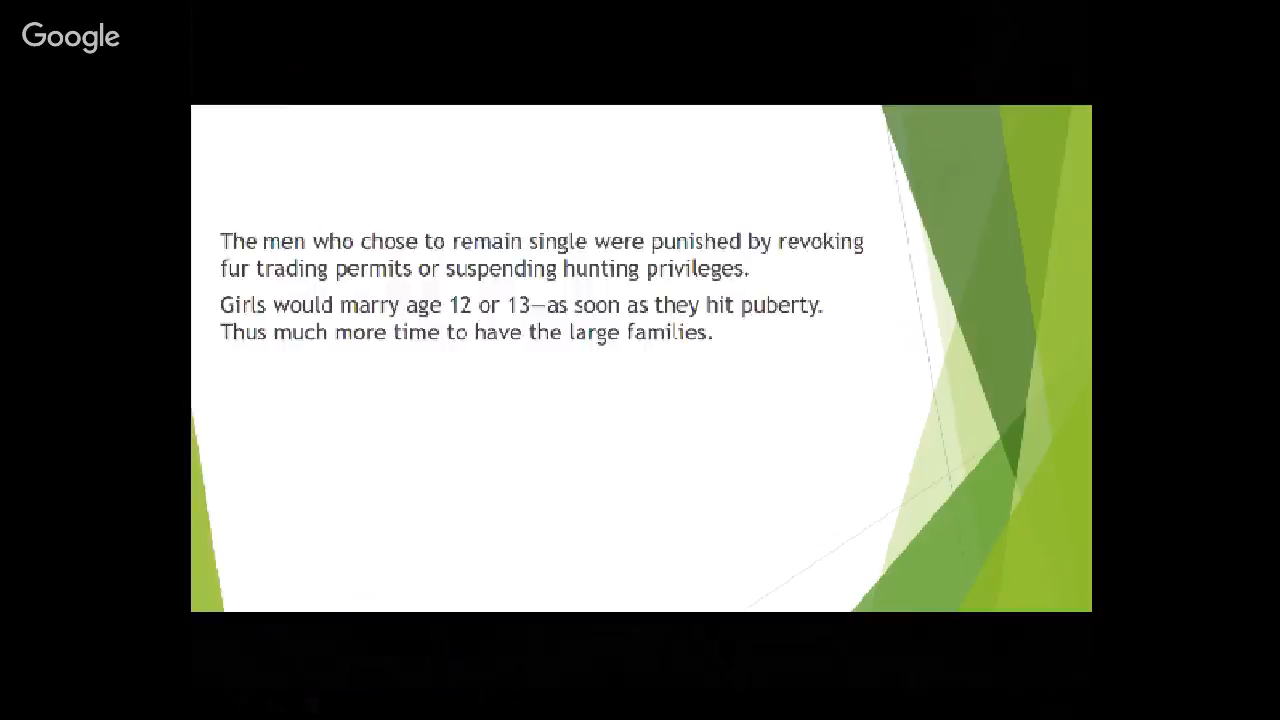 Google
The men who chose to remain single were punished by revoking
fur trading permits or suspending hunting privileges.
Girls would marry age 12 or 13—as soon as they hit puberty.
Thus much more time to have the large families.